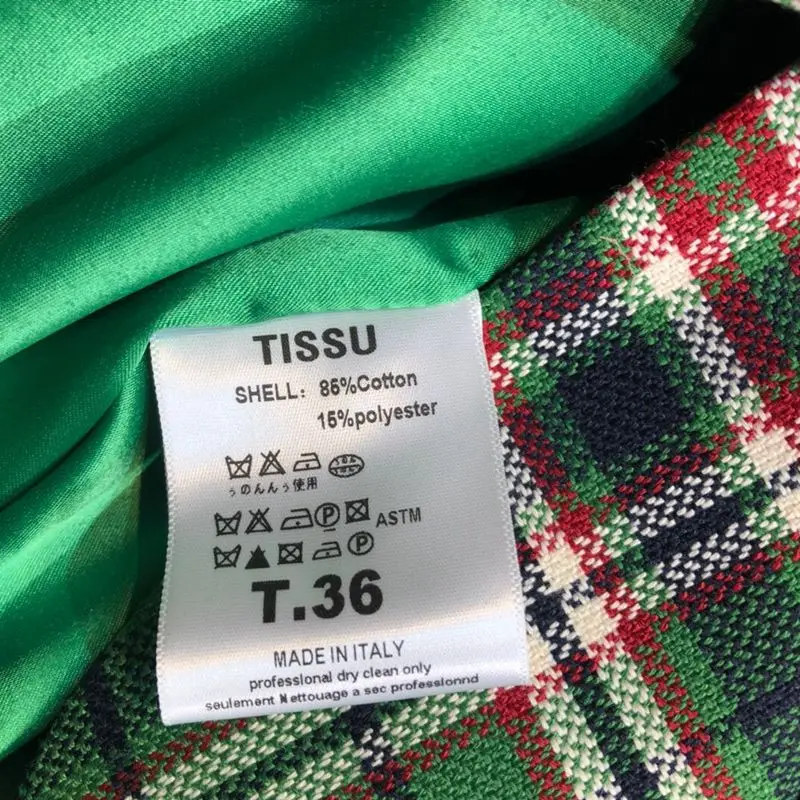 TISSU
SHELL: 85%Cotton
15%polyester
ぅのんんぅ使用
P
ASTM
P
T.36
MADE IN ITALY
professional dry clean only
seulement Nettouage a sec professionnd